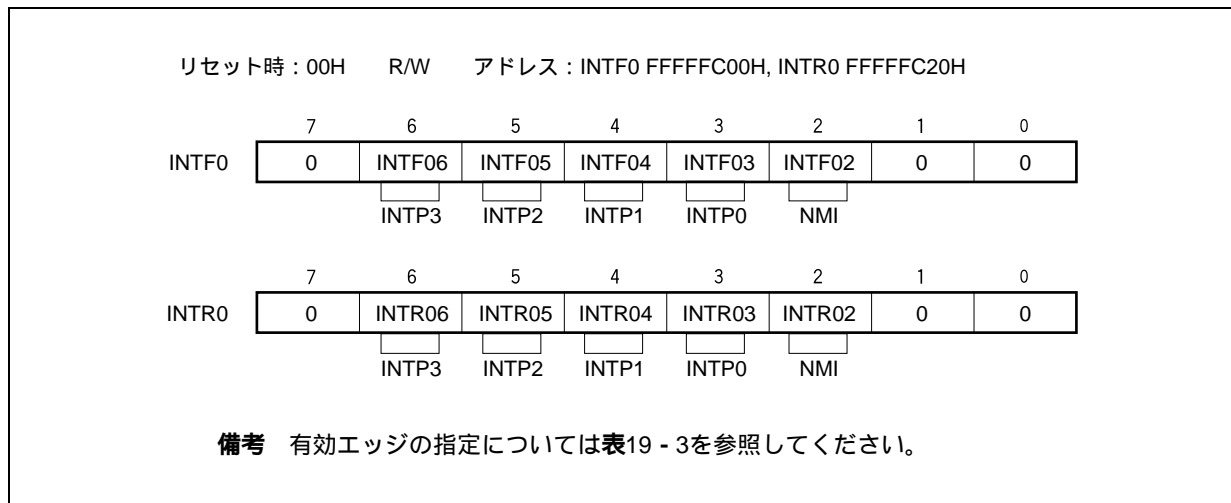 リセット時：00H R/W アドレス：INTF0 FFFFFC00H, INTR0 FFFFFC20H
7 6 5 4 3 2 1 0
INTF0 0 INTF06 INTF05 INTF04 INTF03 INTF02 0 0
INTP3 INTP2 INTP1 INTP0 NMI
7 6 5 4 3 2 1 0
INTR0 0 INTR06 INTR05 INTR04 INTR03 INTR02 0 0
INTP3 INTP2 INTP1 INTP0 NMI
備考 有効エッジの指定については表19 - 3を参照してください。